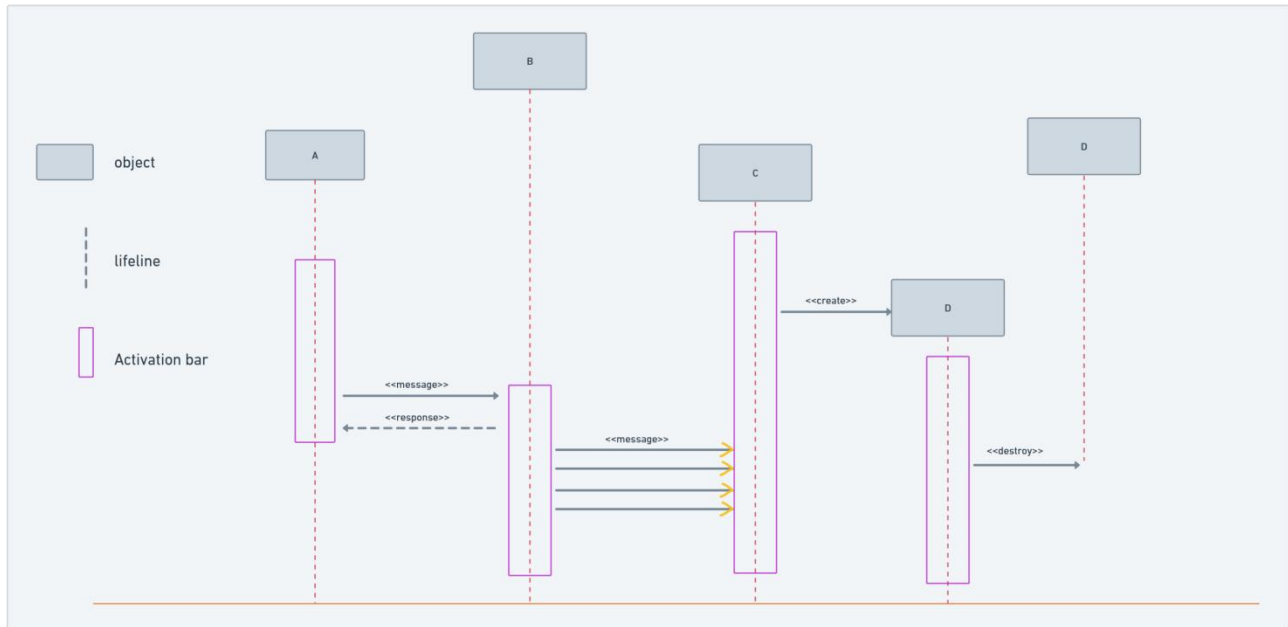 B
D
A
object
C
lifeline
<<create>>
D
Activation bar
<<message>>
<<response>>
<<message>>
<<destroy>>